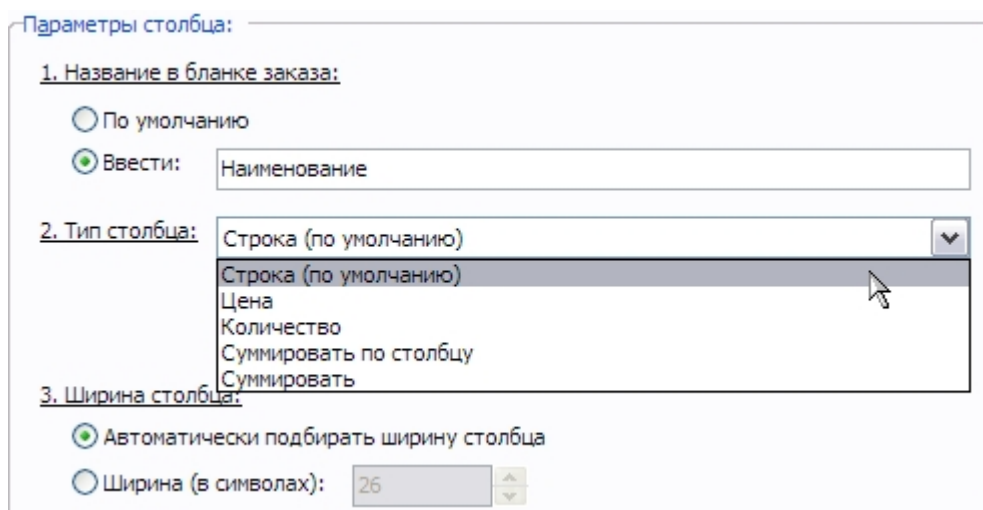 Параметры столбца:
1. Название в бланке заказа:
По умолчанию
Ввести: Наименование
2. Тип столбца: Строка (по умолчанию)
Строка (по умолчанию)
Цена
Количество
Суммировать по столбцу
Суммировать
3. Ширина столбца:
Автоматически подбирать ширину столбца
Ширина (в символах): 26